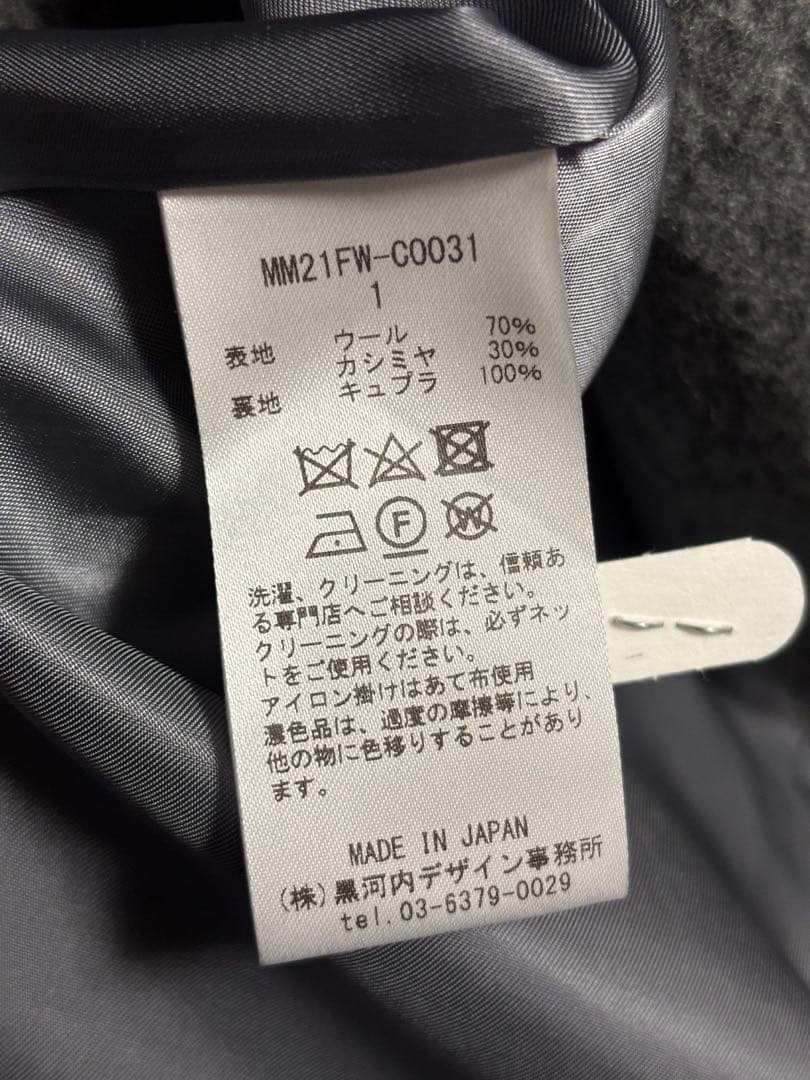 MM21FW-CO031
1
表地 ウール 70%
カシミヤ 30%
裏地 キュプラ 100%
F
W
洗濯、クリーニングは、信頼あ
る専門店へご相談ください。
クリーニングの際は、必ずネッ
トをご使用ください。
アイロン掛けはあて布使用
濃色品は、過度の摩擦等により、
他の物に色移りすることがあり
ます。
MADE IN JAPAN
(株)黒河内デザイン事務所
tel.03-6379-0029